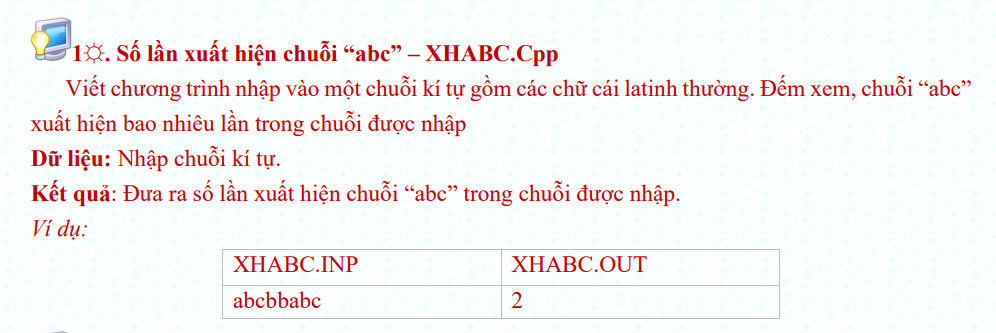 1☼. Số lần xuất hiện chuỗi “abc” – XHABC.Cpp
Viết chương trình nhập vào một chuỗi kí tự gồm các chữ cái latinh thường. Đếm xem, chuỗi “abc”
xuất hiện bao nhiêu lần trong chuỗi được nhập
Dữ liệu: Nhập chuỗi kí tự.
Kết quả: Đưa ra số lần xuất hiện chuỗi “abc” trong chuỗi được nhập.
Ví dụ:
XHABC.INP XHABC.OUT
abcbbabc 2